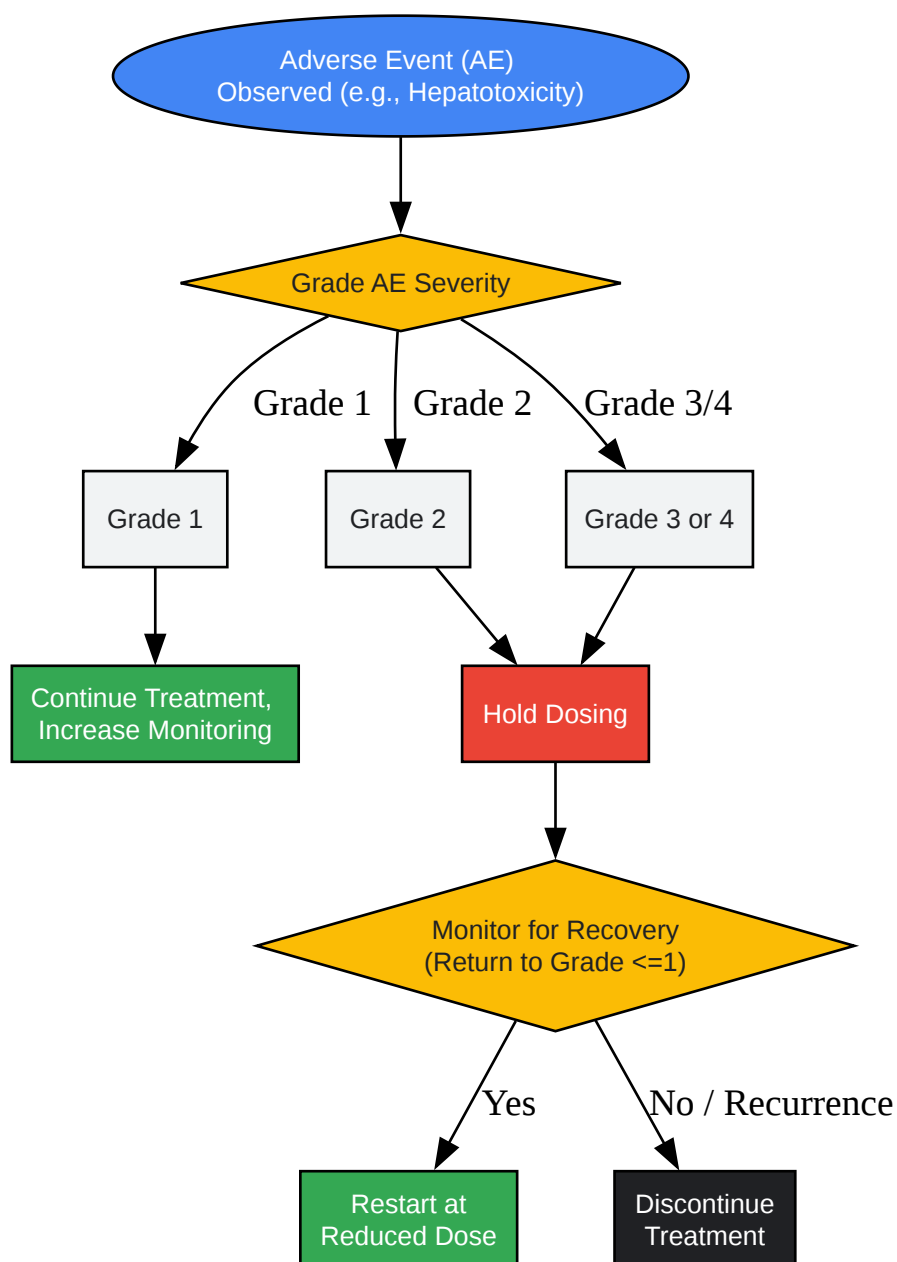 Adverse Event (AE)
Observed (e.g., Hepatotoxicity)
Grade AE Severity
Grade 1
Grade 2
Grade 3/4
Grade 1
Grade 2
Grade 3 or 4
Continue Treatment,
Increase Monitoring
Hold Dosing
Monitor for Recovery
(Return to Grade <=1)
Yes
No / Recurrence
Restart at
Reduced Dose
Discontinue
Treatment